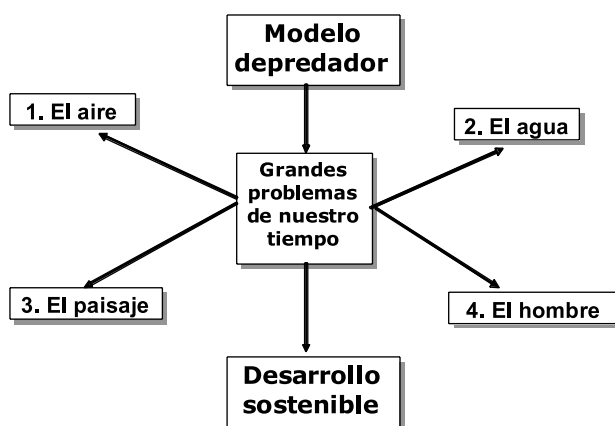 Modelo
depredador
1. El aire
2. El agua
Grandes
problemas
de nuestro
tiempo
3. El paisaje
4. El hombre
Desarrollo
sostenible